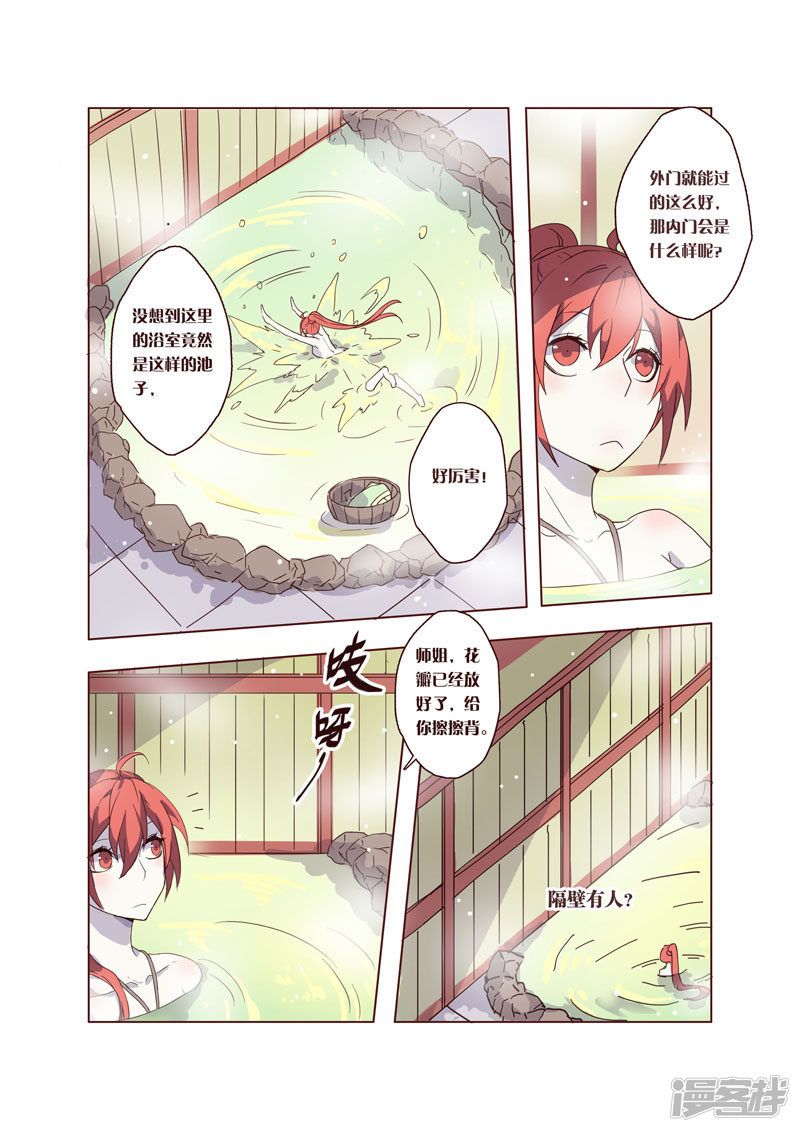 没想到这里
的浴室竟然
是这样的池
子，
好厉害！
外门就能过
的这么好，
那内门会是
什么样呢？
吱
呀
师姐，花
瓣已经放
好了，给
你擦擦背。
隔壁有人？
漫客栈